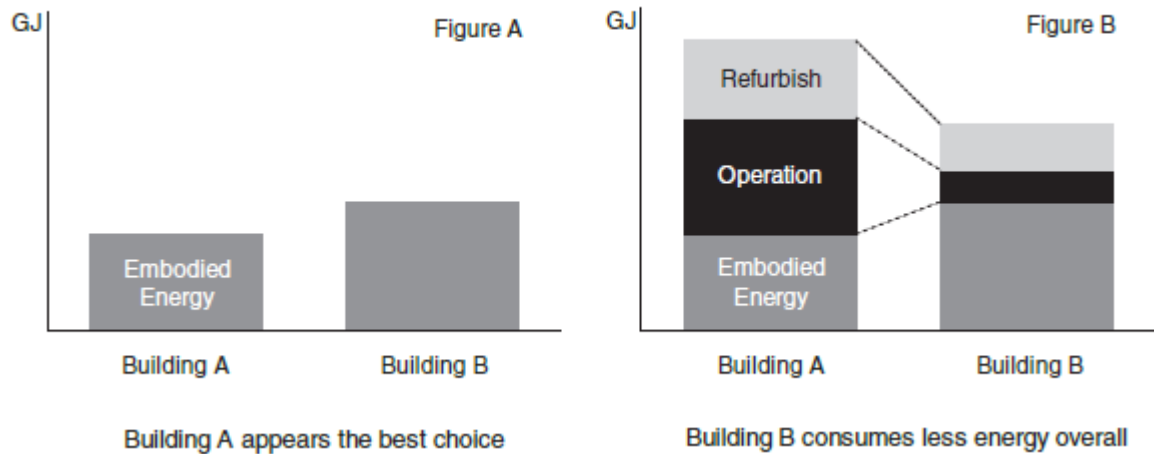 GJ
Figure A
Embodied
Energy
Building A
Building B
Building A appears the best choice
GJ
Figure B
Refurbish
Operation
Embodied
Energy
Building A
Building B
Building B consumes less energy overall